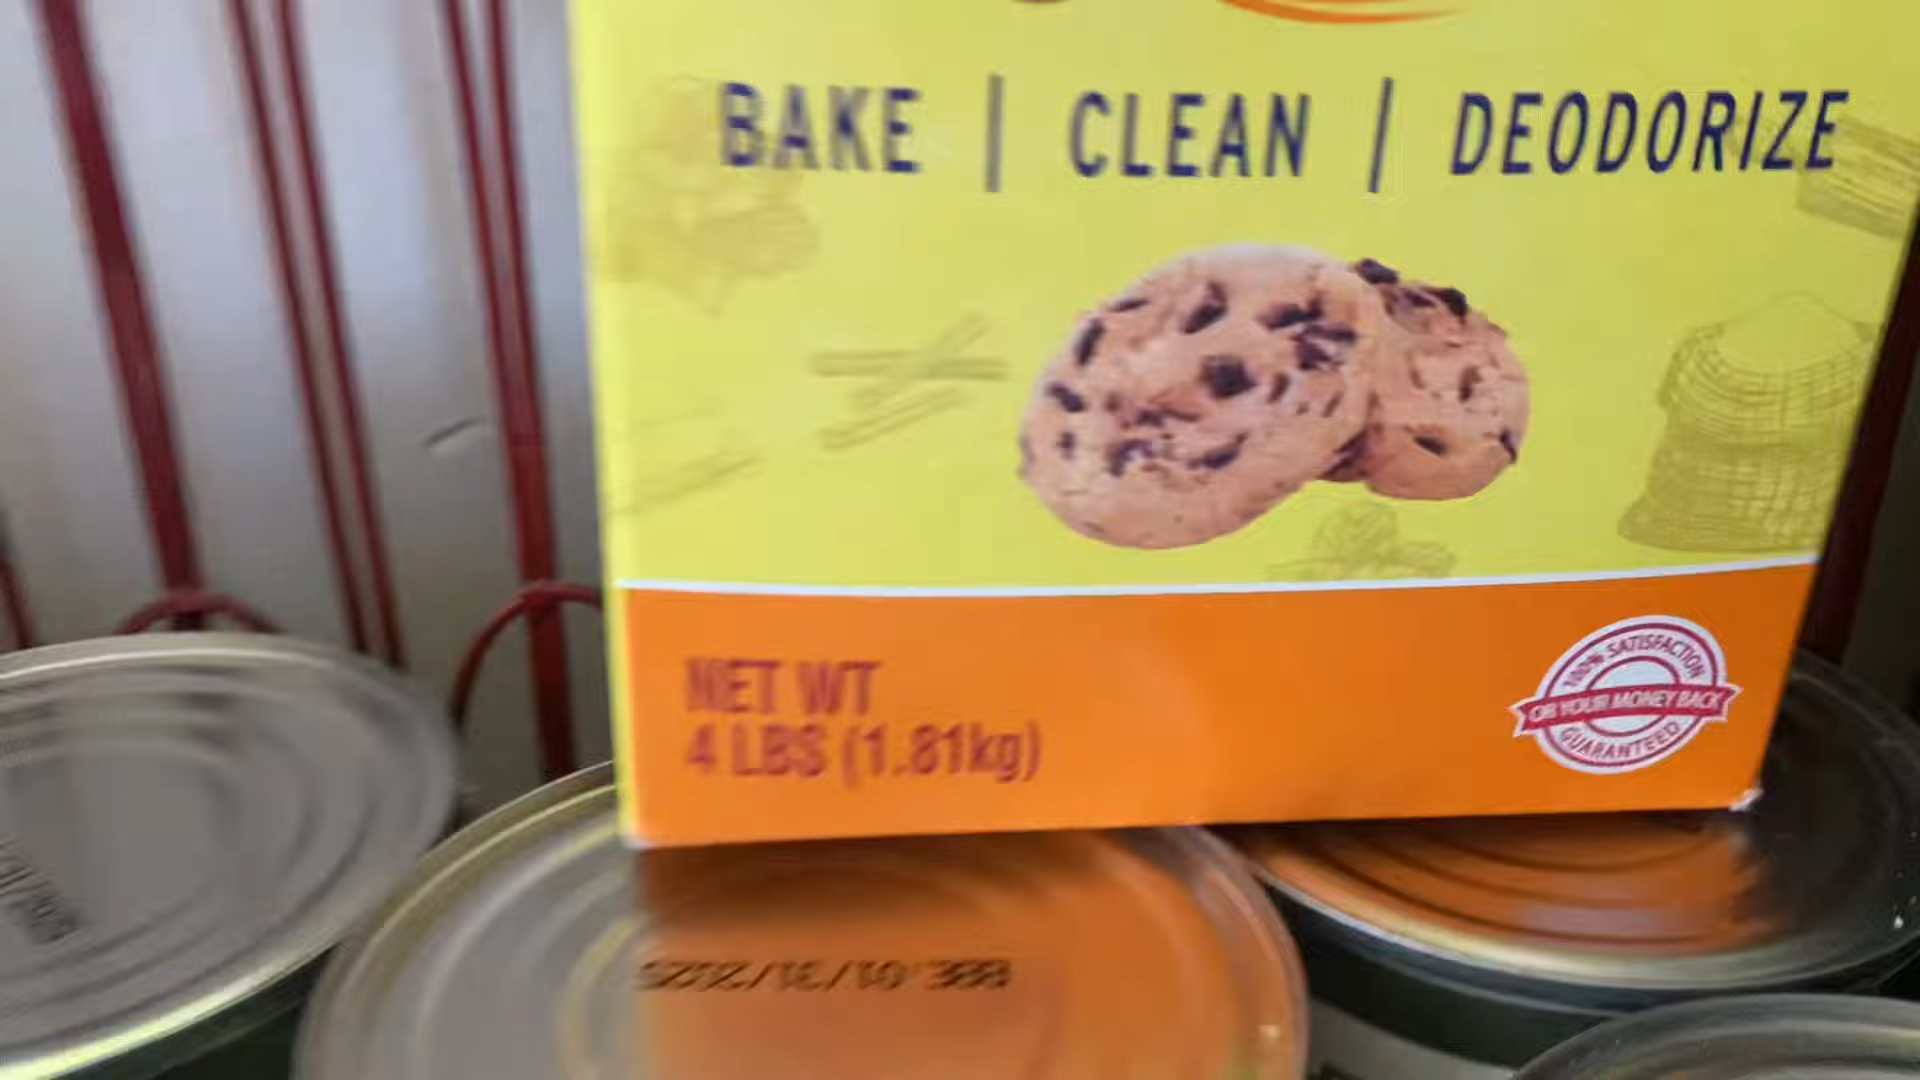 BAKE | CLEAN | DEODORIZE
NET WT
4 LBS (1.81kg)
100% SATISFACTION
OR YOUR MONEY BACK
GUARANTEED